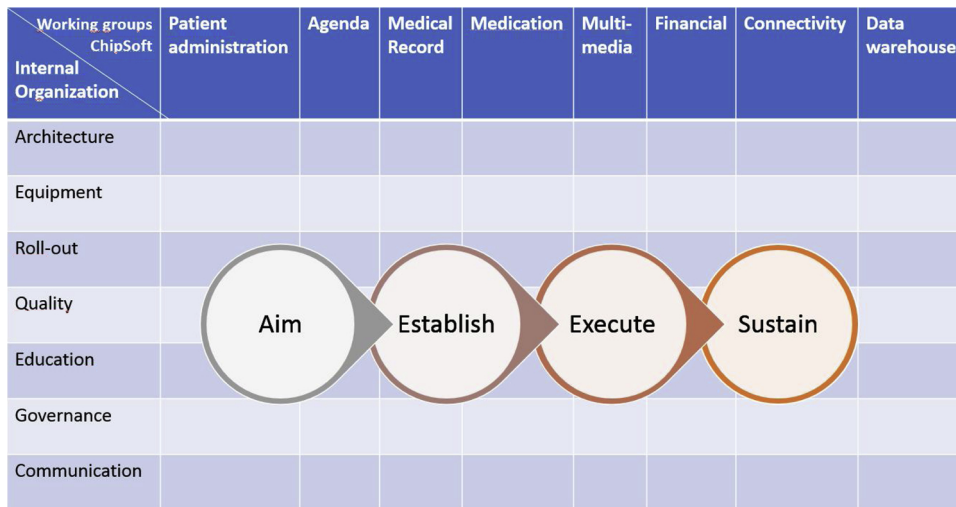 Working groups
ChipSoft
Internal
Organization
Patient
administration
Agenda
Medical
Record
Medication
Multi-
media
Financial
Connectivity
Data
warehouse
Architecture
Equipment
Roll-out
Quality
Education
Governance
Communication
Aim
Establish
Execute
Sustain